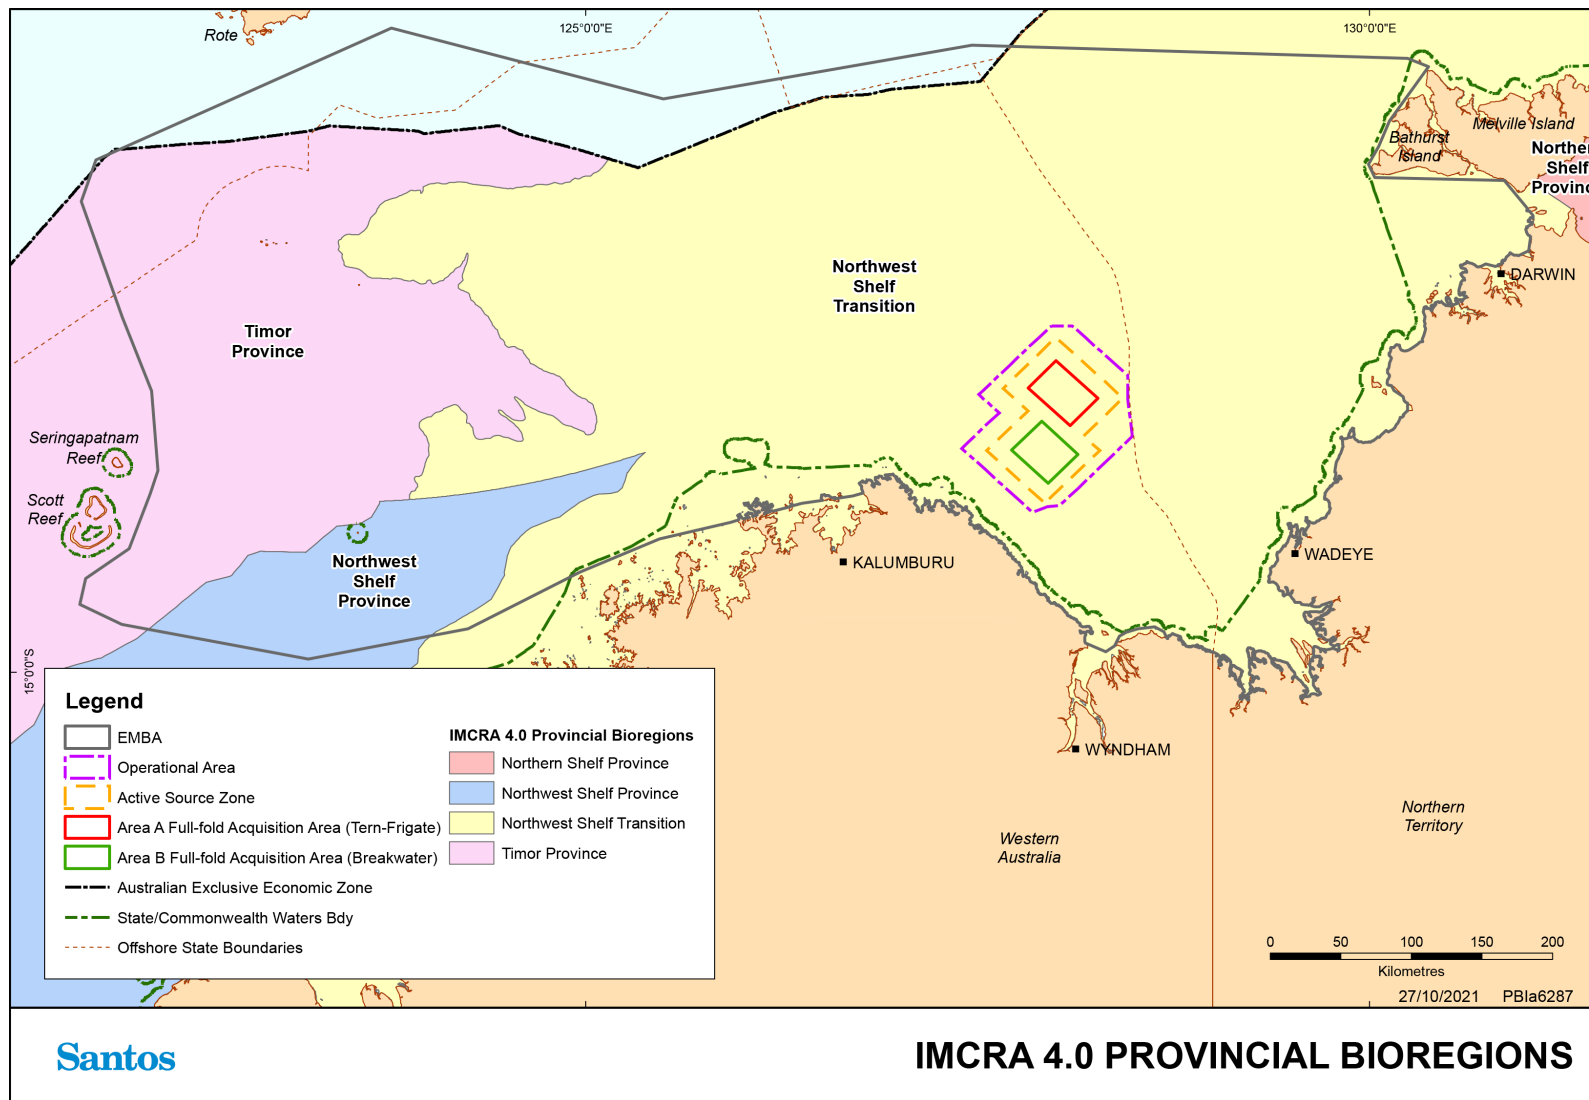 Rote
125°0'0"E
130°0'0"E
Bathurst
Island
Melville Island
Northern
Shelf
Province
DARWIN
Northwest
Shelf
Transition
Timor
Province
Seringapatnam
Reef
Scott
Reef
Northwest
Shelf
Province
KALUMBURU
WADEYE
WYNDHAM
15°0'0"S
Western
Australia
Northern
Territory
Legend
EMBA
Operational Area
Active Source Zone
Area A Full-fold Acquisition Area (Tern-Frigate)
Area B Full-fold Acquisition Area (Breakwater)
Australian Exclusive Economic Zone
State/Commonwealth Waters Bdy
Offshore State Boundaries
IMCRA 4.0 Provincial Bioregions
Northern Shelf Province
Northwest Shelf Province
Northwest Shelf Transition
Timor Province
0 50 100 150 200
Kilometres
27/10/2021 PBIa6287
Santos
IMCRA 4.0 PROVINCIAL BIOREGIONS